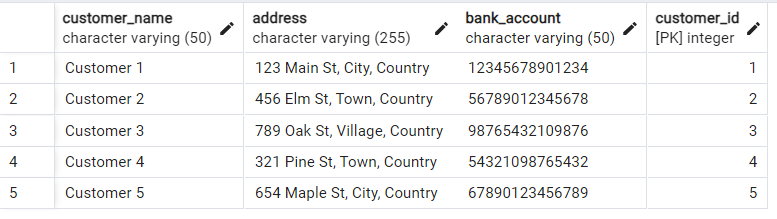 customer_name address bank_account customer_id
character varying (50) character varying (255) character varying (50) [PK] integer
1 Customer 1 123 Main St, City, Country 12345678901234 1
2 Customer 2 456 Elm St, Town, Country 56789012345678 2
3 Customer 3 789 Oak St, Village, Country 98765432109876 3
4 Customer 4 321 Pine St, Town, Country 54321098765432 4
5 Customer 5 654 Maple St, City, Country 67890123456789 5